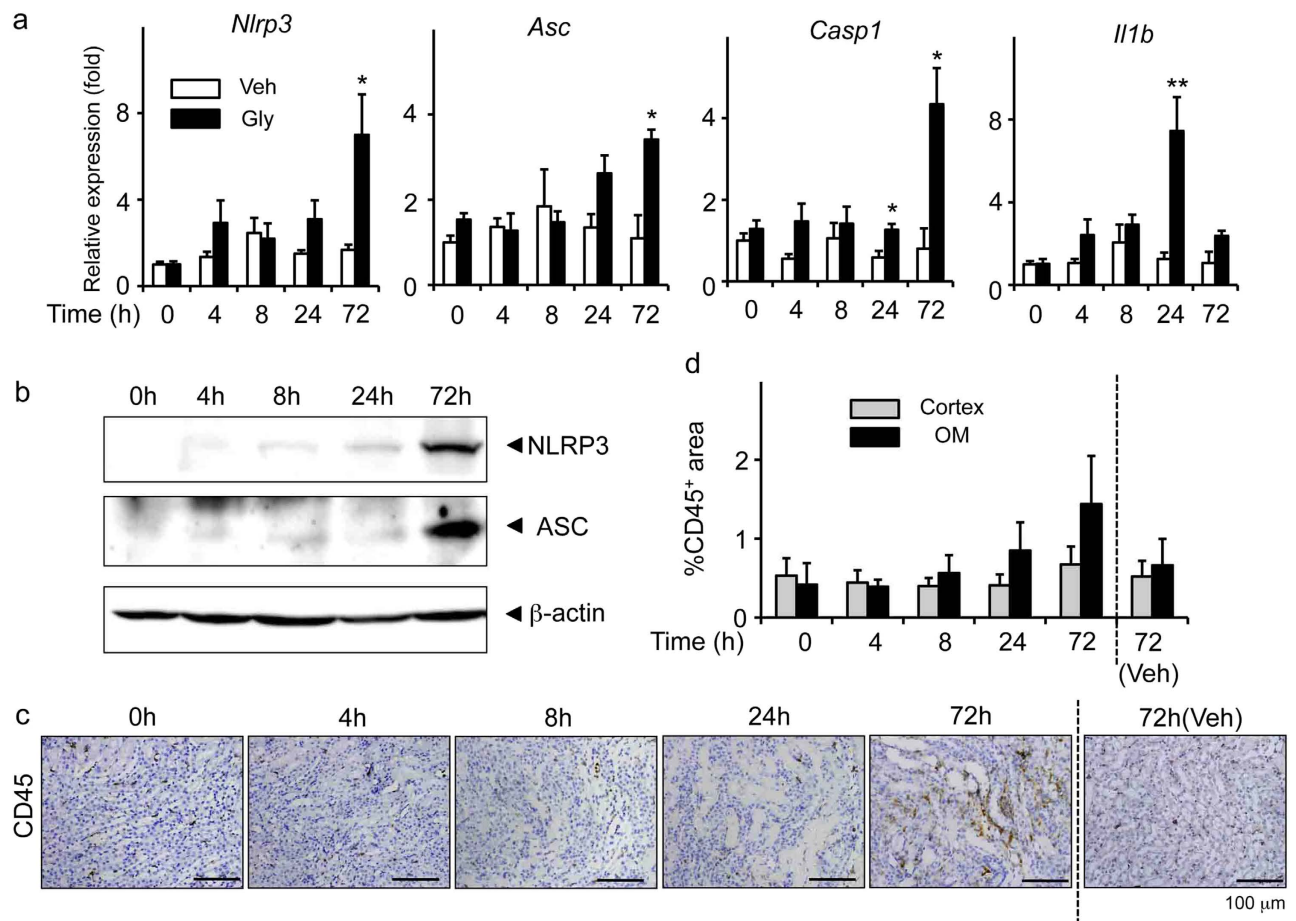 a
Nlrp3
Asc
Casp1
Il1b
Relative expression (fold)
Veh
Gly
8
4
0
*
4
2
0
*
4
2
0
*
*
8
4
0
**
Time (h) 0 4 8 24 72
0 4 8 24 72
0 4 8 24 72
0 4 8 24 72
b
0h 4h 8h 24h 72h
◄NLRP3
◄ ASC
◄ β-actin
d
Cortex
OM
%CD45⁺ area
2
1
0
Time (h) 0 4 8 24 72 72
(Veh)
c
0h 4h 8h 24h 72h 72h(Veh)
CD45
100 μm